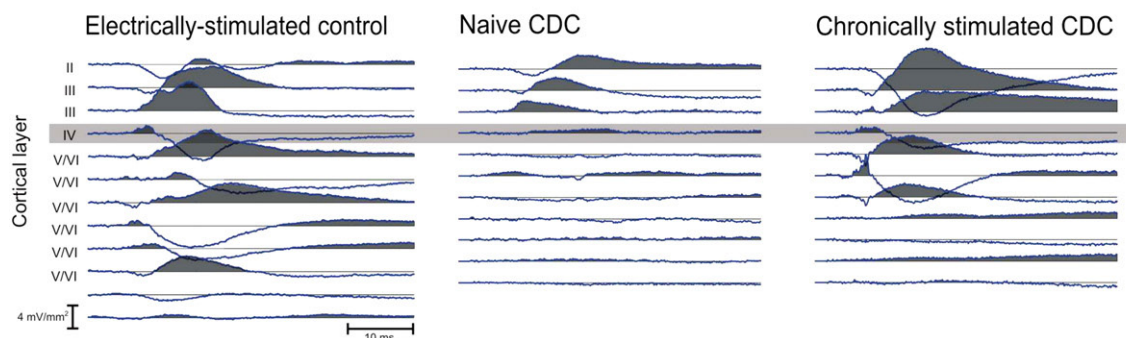 Electrically-stimulated control
Naive CDC
Chronically stimulated CDC
Cortical layer
II
III
III
IV
V/VI
V/VI
V/VI
V/VI
V/VI
V/VI
4 mV/mm²
10 ms